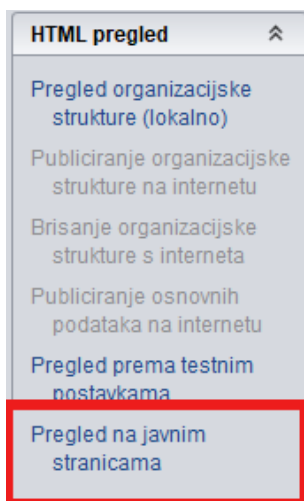 HTML pregled
Pregled organizacijske
strukture (lokalno)
Publiciranje organizacijske
strukture na internetu
Brisanje organizacijske
strukture s interneta
Publiciranje osnovnih
podataka na internetu
Pregled prema testnim
postavkama
Pregled na javnim
stranicama